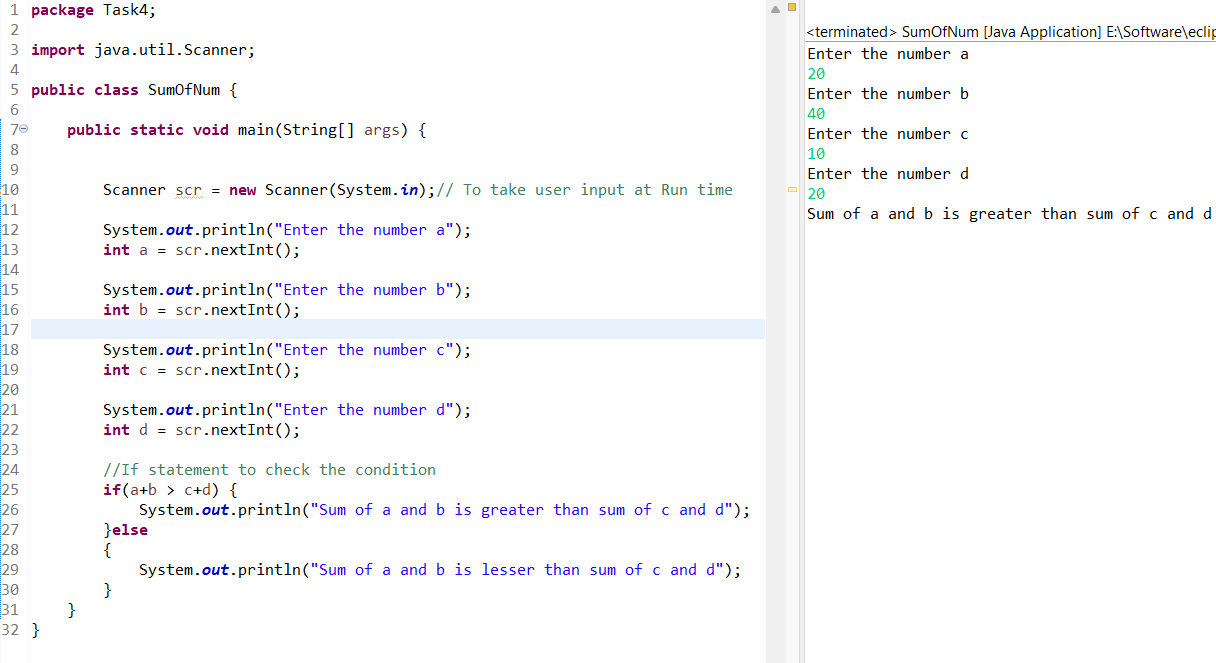 1 package Task4;
2
3 import java.util.Scanner;
4
5 public class SumOfNum {
6
7     public static void main(String[] args) {
8
9
10         Scanner scr = new Scanner(System.in);// To take user input at Run time
11
12         System.out.println("Enter the number a");
13         int a = scr.nextInt();
14
15         System.out.println("Enter the number b");
16         int b = scr.nextInt();
17
18         System.out.println("Enter the number c");
19         int c = scr.nextInt();
20
21         System.out.println("Enter the number d");
22         int d = scr.nextInt();
23
24         //If statement to check the condition
25         if(a+b > c+d) {
26             System.out.println("Sum of a and b is greater than sum of c and d");
27         }else
28         {
29             System.out.println("Sum of a and b is lesser than sum of c and d");
30         }
31     }
32 }
<terminated> SumOfNum [Java Application] E:\Software\eclip
Enter the number a
20
Enter the number b
40
Enter the number c
10
Enter the number d
20
Sum of a and b is greater than sum of c and d